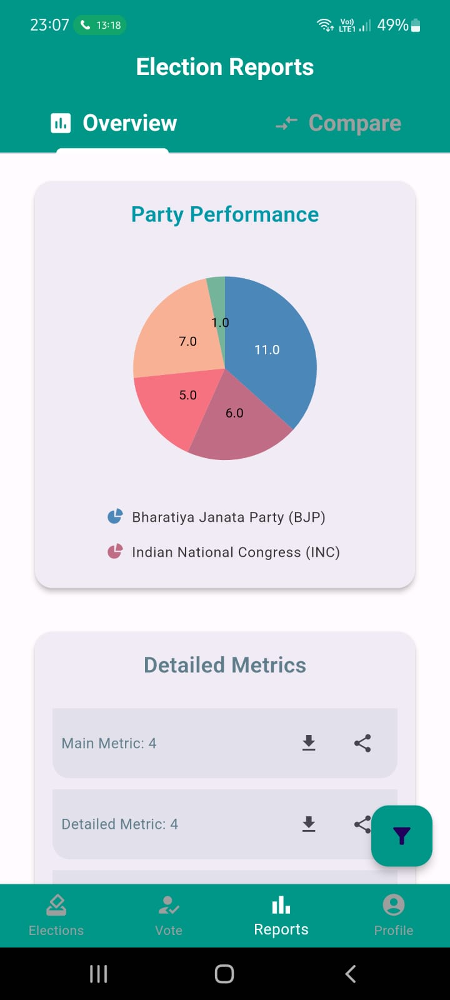 23:07 13:18 Vo)) LTE1 49%
Election Reports
Overview Compare
Party Performance
1.0
7.0 11.0
5.0
6.0
Bharatiya Janata Party (BJP)
Indian National Congress (INC)
Detailed Metrics
Main Metric: 4
Detailed Metric: 4
Elections Vote Reports Profile